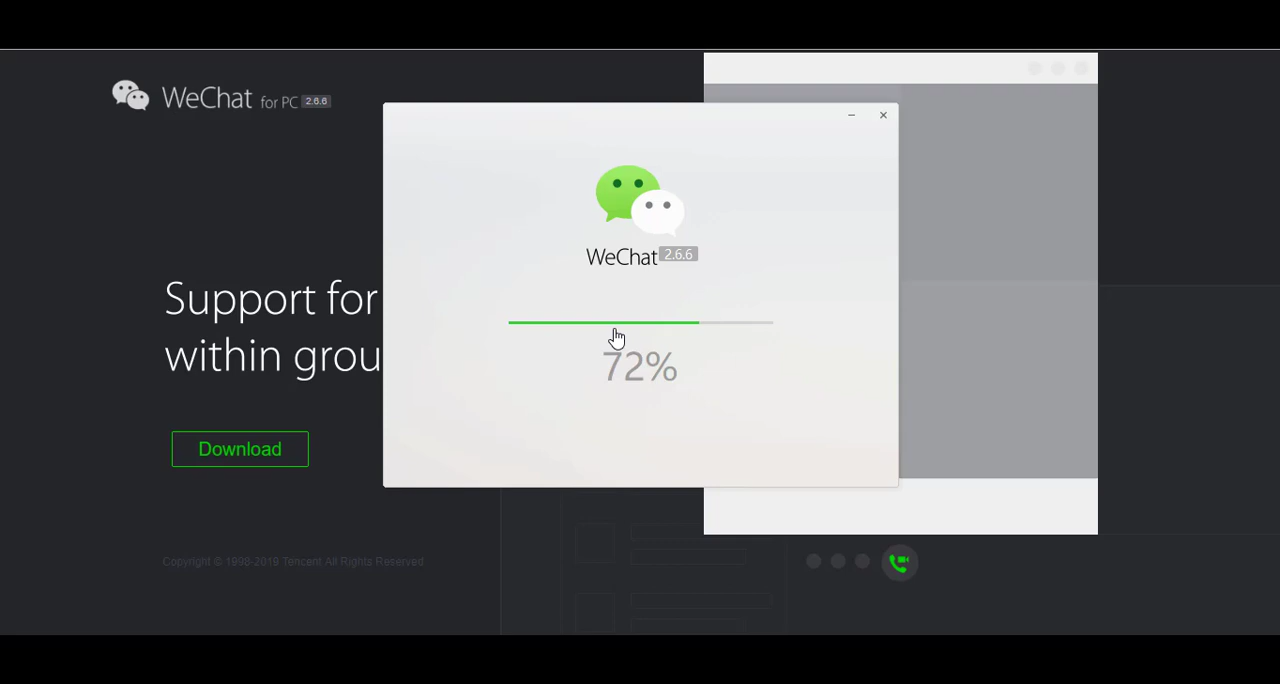 WeChat for PC 2.6.6
WeChat 2.6.6
Support for
within grou
72%
Download
Copyright © 1998-2019 Tencent All Rights Reserved